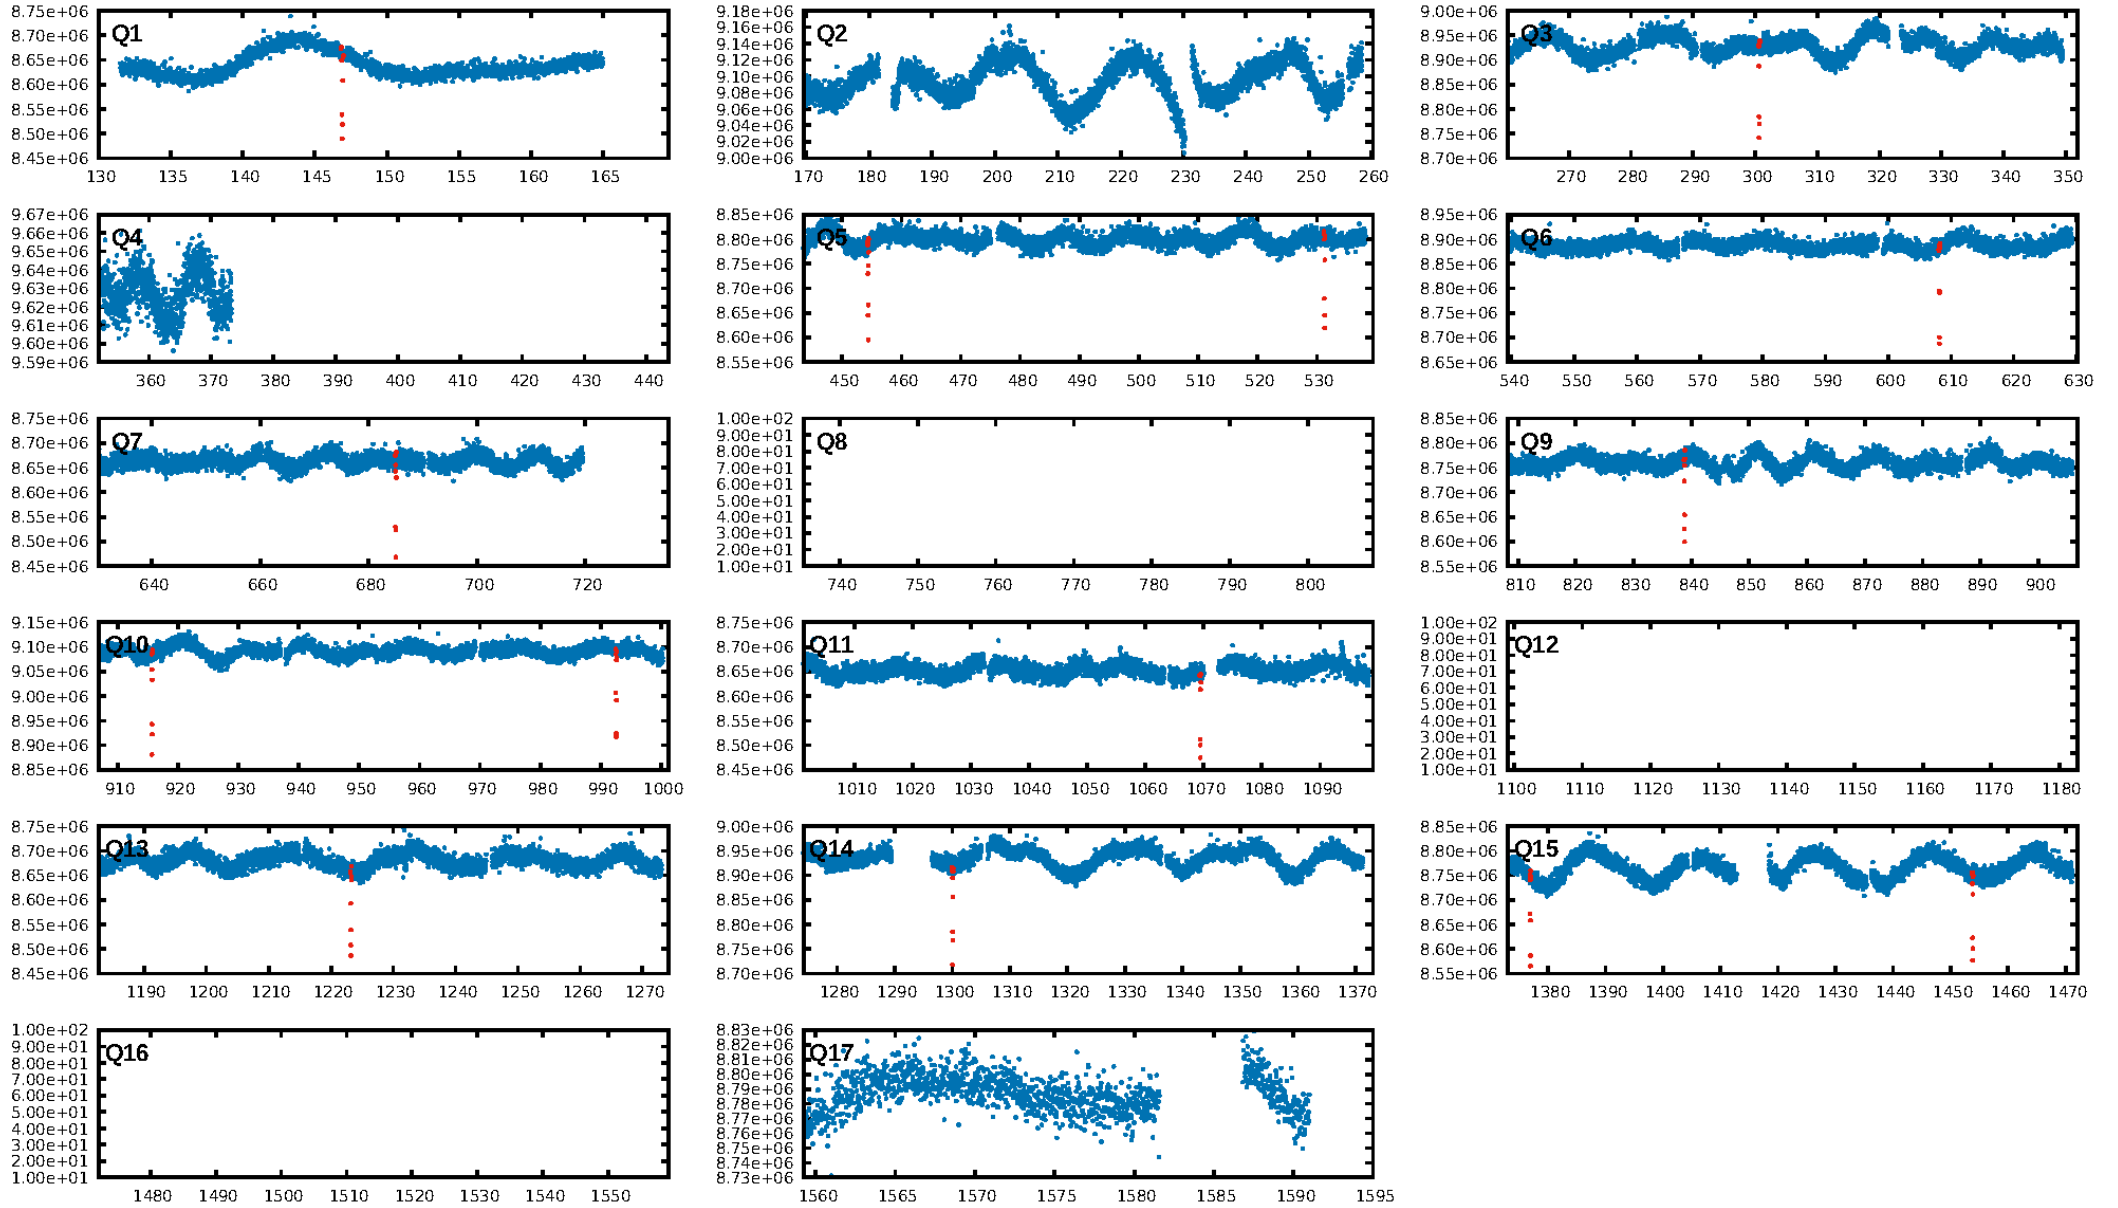 Q1
8.75e+06
8.70e+06
8.65e+06
8.60e+06
8.55e+06
8.50e+06
8.45e+06
130 135 140 145 150 155 160 165
Q2
9.18e+06
9.16e+06
9.14e+06
9.12e+06
9.10e+06
9.08e+06
9.06e+06
9.04e+06
9.02e+06
9.00e+06
170 180 190 200 210 220 230 240 250 260
Q3
9.00e+06
8.95e+06
8.90e+06
8.85e+06
8.80e+06
8.75e+06
8.70e+06
270 280 290 300 310 320 330 340 350
Q4
9.67e+06
9.66e+06
9.65e+06
9.64e+06
9.63e+06
9.62e+06
9.61e+06
9.60e+06
9.59e+06
360 370 380 390 400 410 420 430 440
Q5
8.85e+06
8.80e+06
8.75e+06
8.70e+06
8.65e+06
8.60e+06
8.55e+06
450 460 470 480 490 500 510 520 530
Q6
8.95e+06
8.90e+06
8.85e+06
8.80e+06
8.75e+06
8.70e+06
8.65e+06
540 550 560 570 580 590 600 610 620 630
Q7
8.75e+06
8.70e+06
8.65e+06
8.60e+06
8.55e+06
8.50e+06
8.45e+06
640 660 680 700 720
Q8
1.00e+02
9.00e+01
8.00e+01
7.00e+01
6.00e+01
5.00e+01
4.00e+01
3.00e+01
2.00e+01
1.00e+01
740 750 760 770 780 790 800
Q9
8.85e+06
8.80e+06
8.75e+06
8.70e+06
8.65e+06
8.60e+06
8.55e+06
810 820 830 840 850 860 870 880 890 900
Q10
9.15e+06
9.10e+06
9.05e+06
9.00e+06
8.95e+06
8.90e+06
8.85e+06
910 920 930 940 950 960 970 980 990 1000
Q11
8.75e+06
8.70e+06
8.65e+06
8.60e+06
8.55e+06
8.50e+06
8.45e+06
1010 1020 1030 1040 1050 1060 1070 1080 1090
Q12
1.00e+02
9.00e+01
8.00e+01
7.00e+01
6.00e+01
5.00e+01
4.00e+01
3.00e+01
2.00e+01
1.00e+01
1100 1110 1120 1130 1140 1150 1160 1170 1180
Q13
8.75e+06
8.70e+06
8.65e+06
8.60e+06
8.55e+06
8.50e+06
8.45e+06
1190 1200 1210 1220 1230 1240 1250 1260 1270
Q14
9.00e+06
8.95e+06
8.90e+06
8.85e+06
8.80e+06
8.75e+06
8.70e+06
1280 1290 1300 1310 1320 1330 1340 1350 1360 1370
Q15
8.85e+06
8.80e+06
8.75e+06
8.70e+06
8.65e+06
8.60e+06
8.55e+06
1380 1390 1400 1410 1420 1430 1440 1450 1460 1470
Q16
1.00e+02
9.00e+01
8.00e+01
7.00e+01
6.00e+01
5.00e+01
4.00e+01
3.00e+01
2.00e+01
1.00e+01
1480 1490 1500 1510 1520 1530 1540 1550
Q17
8.83e+06
8.82e+06
8.81e+06
8.80e+06
8.79e+06
8.78e+06
8.77e+06
8.76e+06
8.75e+06
8.74e+06
8.73e+06
1560 1565 1570 1575 1580 1585 1590 1595